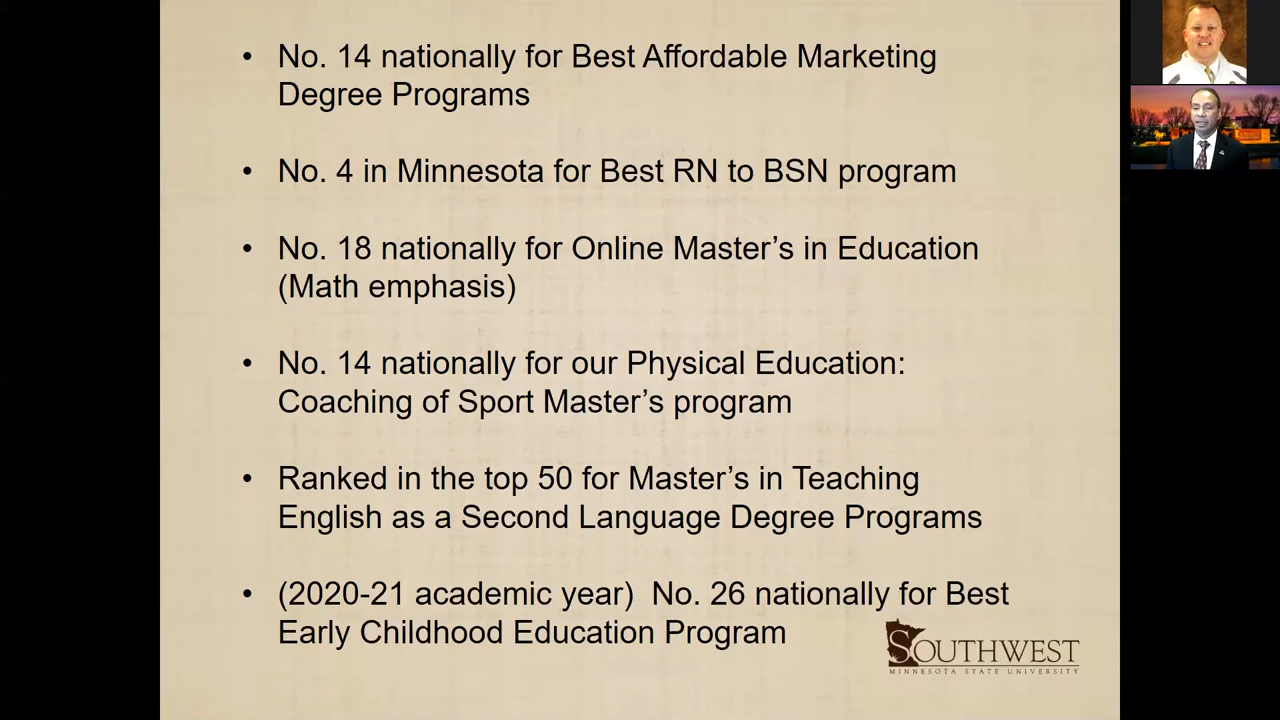 • No. 14 nationally for Best Affordable Marketing
Degree Programs
• No. 4 in Minnesota for Best RN to BSN program
• No. 18 nationally for Online Master’s in Education
(Math emphasis)
• No. 14 nationally for our Physical Education:
Coaching of Sport Master’s program
• Ranked in the top 50 for Master’s in Teaching
English as a Second Language Degree Programs
• (2020-21 academic year) No. 26 nationally for Best
Early Childhood Education Program
SOUTHWEST
MINNESOTA STATE UNIVERSITY